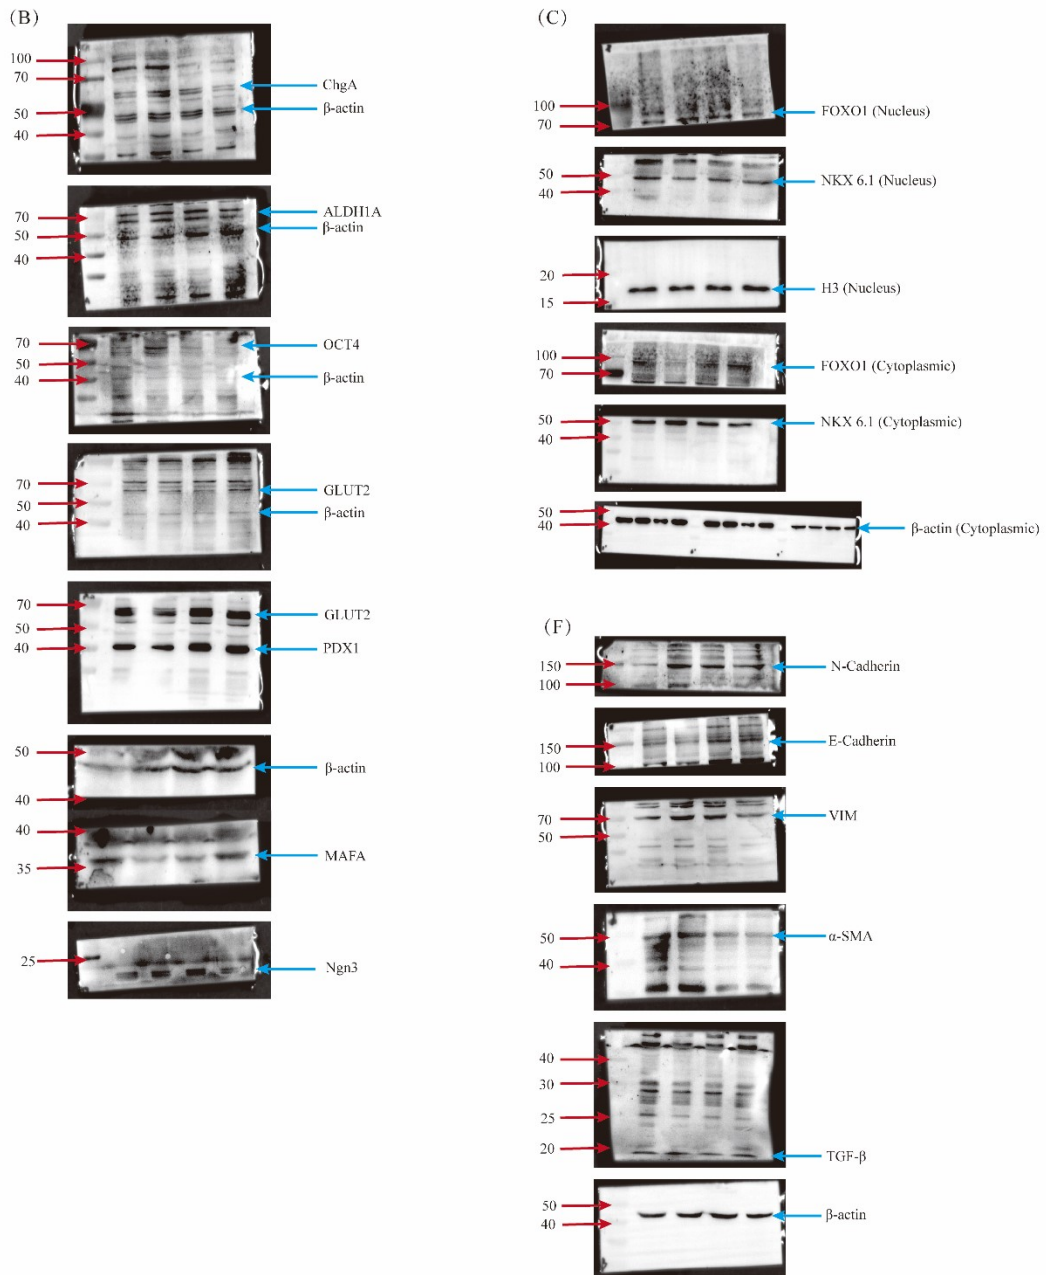 (B)
100
70
ChgA
β-actin
50
40
70
ALDH1A
β-actin
50
40
70
OCT4
50
40
β-actin
70
GLUT2
50
β-actin
40
70
GLUT2
50
40
PDX1
50
β-actin
40
40
MAFA
35
25
Ngn3
(C)
100
FOXO1 (Nucleus)
70
50
NKX 6.1 (Nucleus)
40
20
H3 (Nucleus)
15
100
FOXO1 (Cytoplasmic)
70
50
NKX 6.1 (Cytoplasmic)
40
50
40
β-actin (Cytoplasmic)
(F)
150
N-Cadherin
100
E-Cadherin
150
100
70
VIM
50
50
α-SMA
40
40
30
25
20
TGF-β
50
β-actin
40